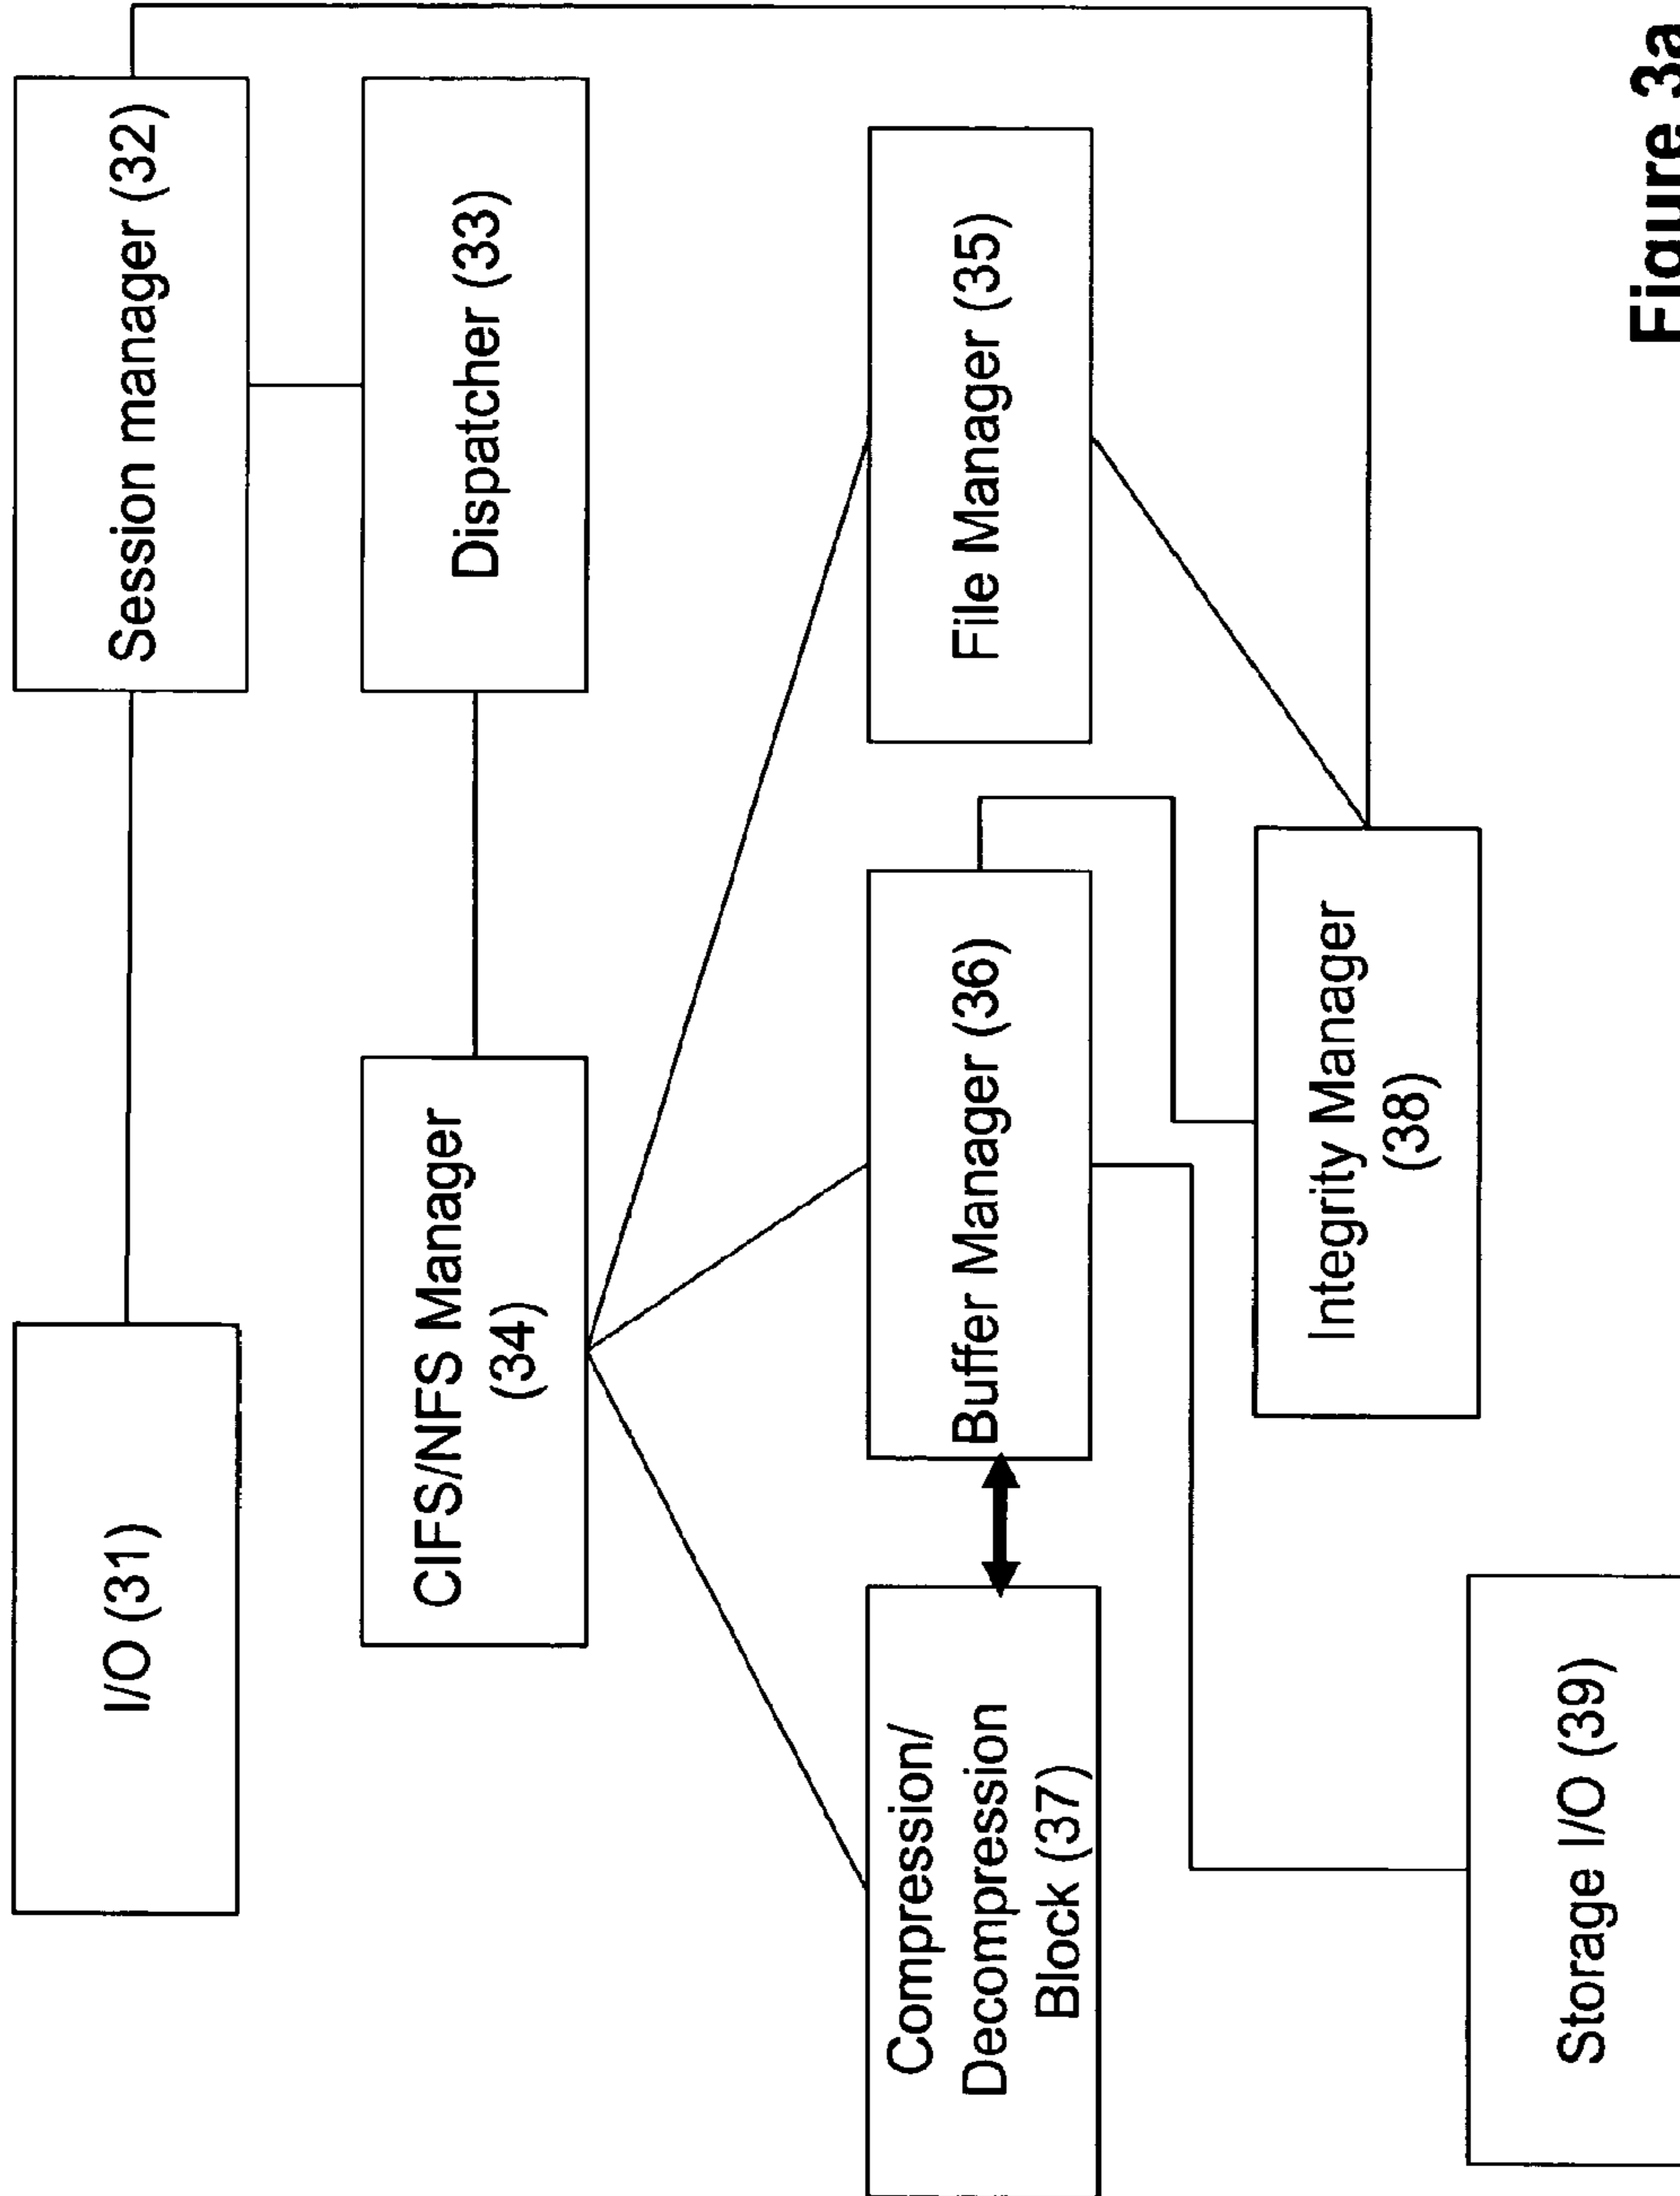 I/O (31)
Session manager (32)
CIFS/NFS Manager
(34)
Dispatcher (33)
Compression/
Decompression
Block (37)
Buffer Manager (36)
File Manager (35)
Integrity Manager
(38)
Storage I/O (39)
Figure 3a